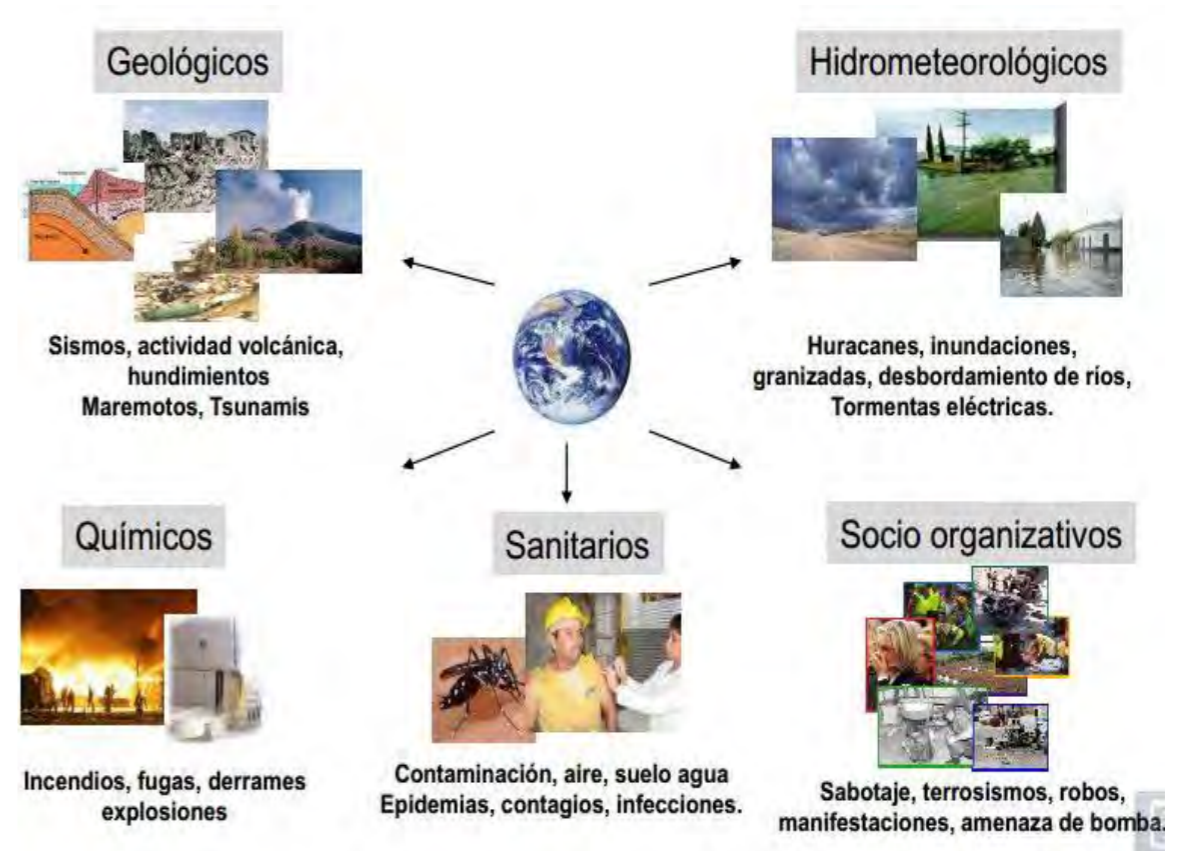 Geológicos
Hidrometeorológicos
Sismos, actividad volcánica,
hundimientos
Maremotos, Tsunamis
Huracanes, inundaciones,
granizadas, desbordamiento de ríos,
Tormentas eléctricas.
Químicos
Sanitarios
Socio organizativos
Incendios, fugas, derrames
explosiones
Contaminación, aire, suelo agua
Epidemias, contagios, infecciones.
Sabotaje, terrosismos, robos,
manifestaciones, amenaza de bomba.